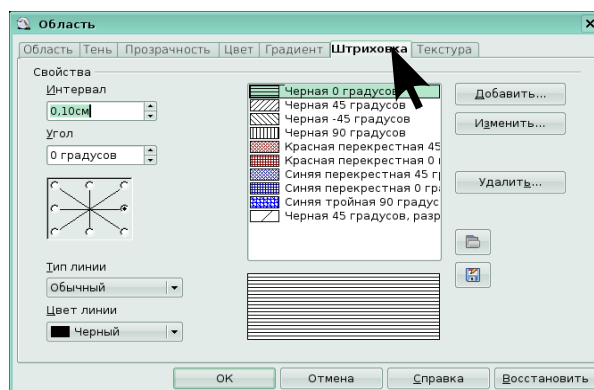 Область
Область Тень Прозрачность Цвет Градиент Штриховка Текстура
Свойства
Интервал
0,10см
Угол
0 градусов
Тип линии
Обычный
Цвет линии
Черный
Черная 0 градусов
Черная 45 градусов
Черная -45 градусов
Черная 90 градусов
Красная перекрестная 45
Красная перекрестная 0
Синяя перекрестная 45 г
Синяя перекрестная 0 гра
Синяя тройная 90 градус
Черная 45 градусов, разр
Добавить...
Изменить...
Удалить...
ОК Отмена Справка Восстановить